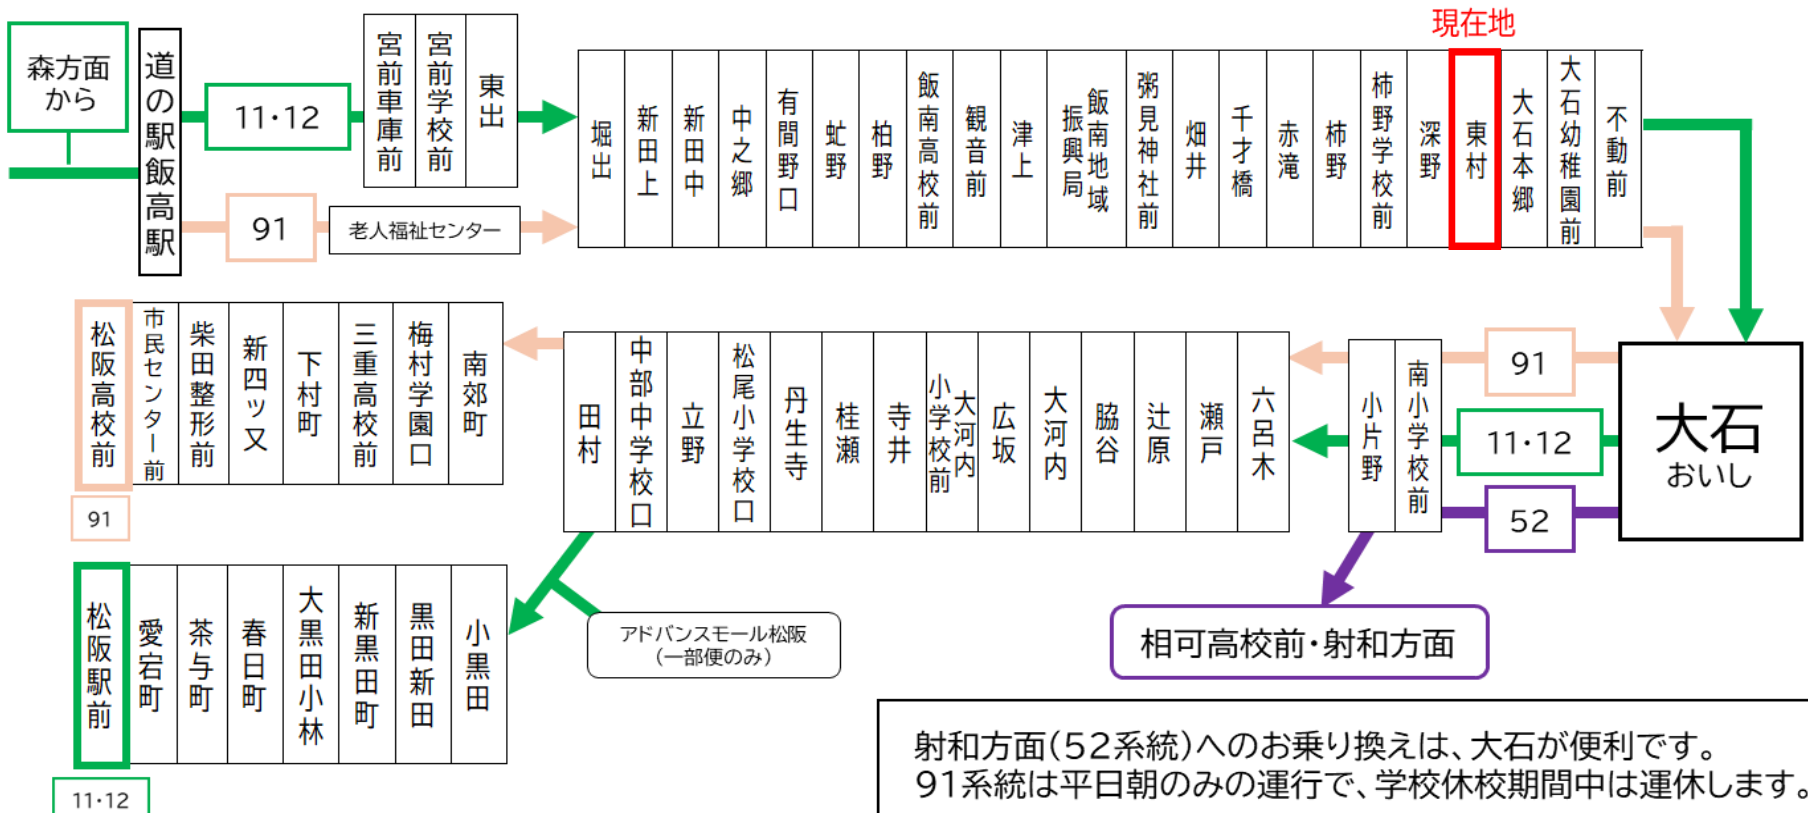 現在地
森方面
から
道の駅飯高駅
11・12
宮前車庫前
宮前学校前
東出
91
老人福祉センター
堀出
新田上
新田中
中之郷
有間野口
虻野
柏野
飯南高校前
観音前
津上
飯南地域
振興局
粥見神社前
畑井
千才橋
赤滝
柿野
柿野学校前
深野
東村
大石本郷
大石幼稚園前
不動前
大石
おいし
91
11・12
52
南小学校前
小片野
相可高校前・射和方面
六呂木
瀬戸
辻原
脇谷
大河内
広坂
大河内
小学校前
寺井
桂瀬
丹生寺
松尾小学校口
立野
中部中学校口
田村
南郊町
梅村学園口
三重高校前
下村町
新四ツ又
柴田整形前
市民センター前
松阪高校前
91
アドバンスモール松阪
(一部便のみ)
小黒田
黒田新田
新黒田町
大黒田小林
春日町
茶与町
愛宕町
松阪駅前
11・12
射和方面(52系統)へのお乗り換えは、大石が便利です。
91系統は平日朝のみの運行で、学校休校期間中は運休します。